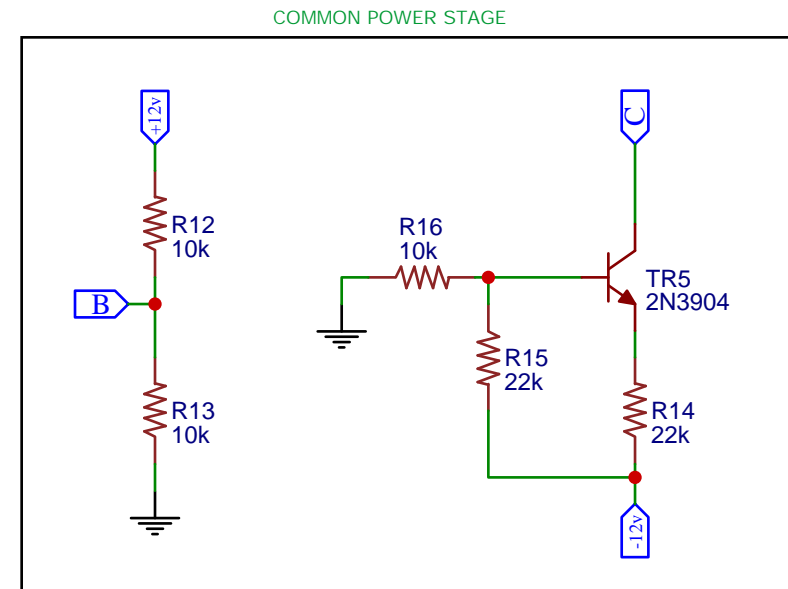 COMMON POWER STAGE
+12v
C
R12
10k
R16
10k
TR5
2N3904
B
R15
22k
R13
10k
R14
22k
-12v